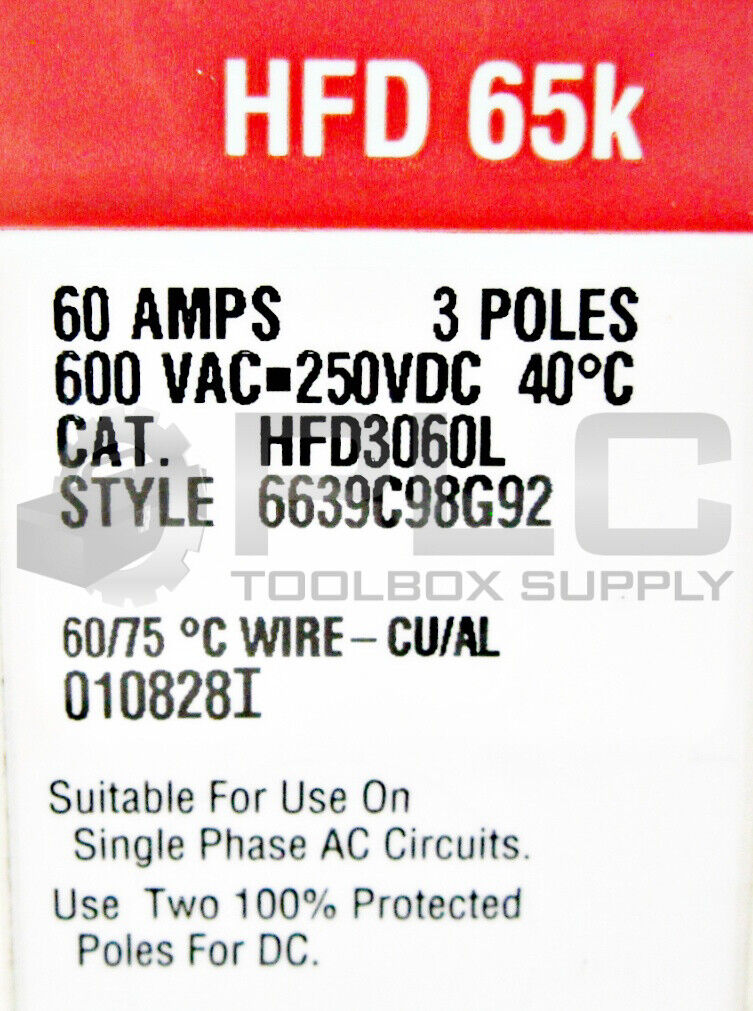 HFD 65k
60 AMPS 3 POLES
600 VAC▪250VDC 40°C
CAT. HFD3060L
STYLE 6639C98G92
PLC
TOOLBOX SUPPLY
60/75 °C WIRE – CU/AL
010828I
Suitable For Use On
Single Phase AC Circuits.
Use Two 100% Protected
Poles For DC.